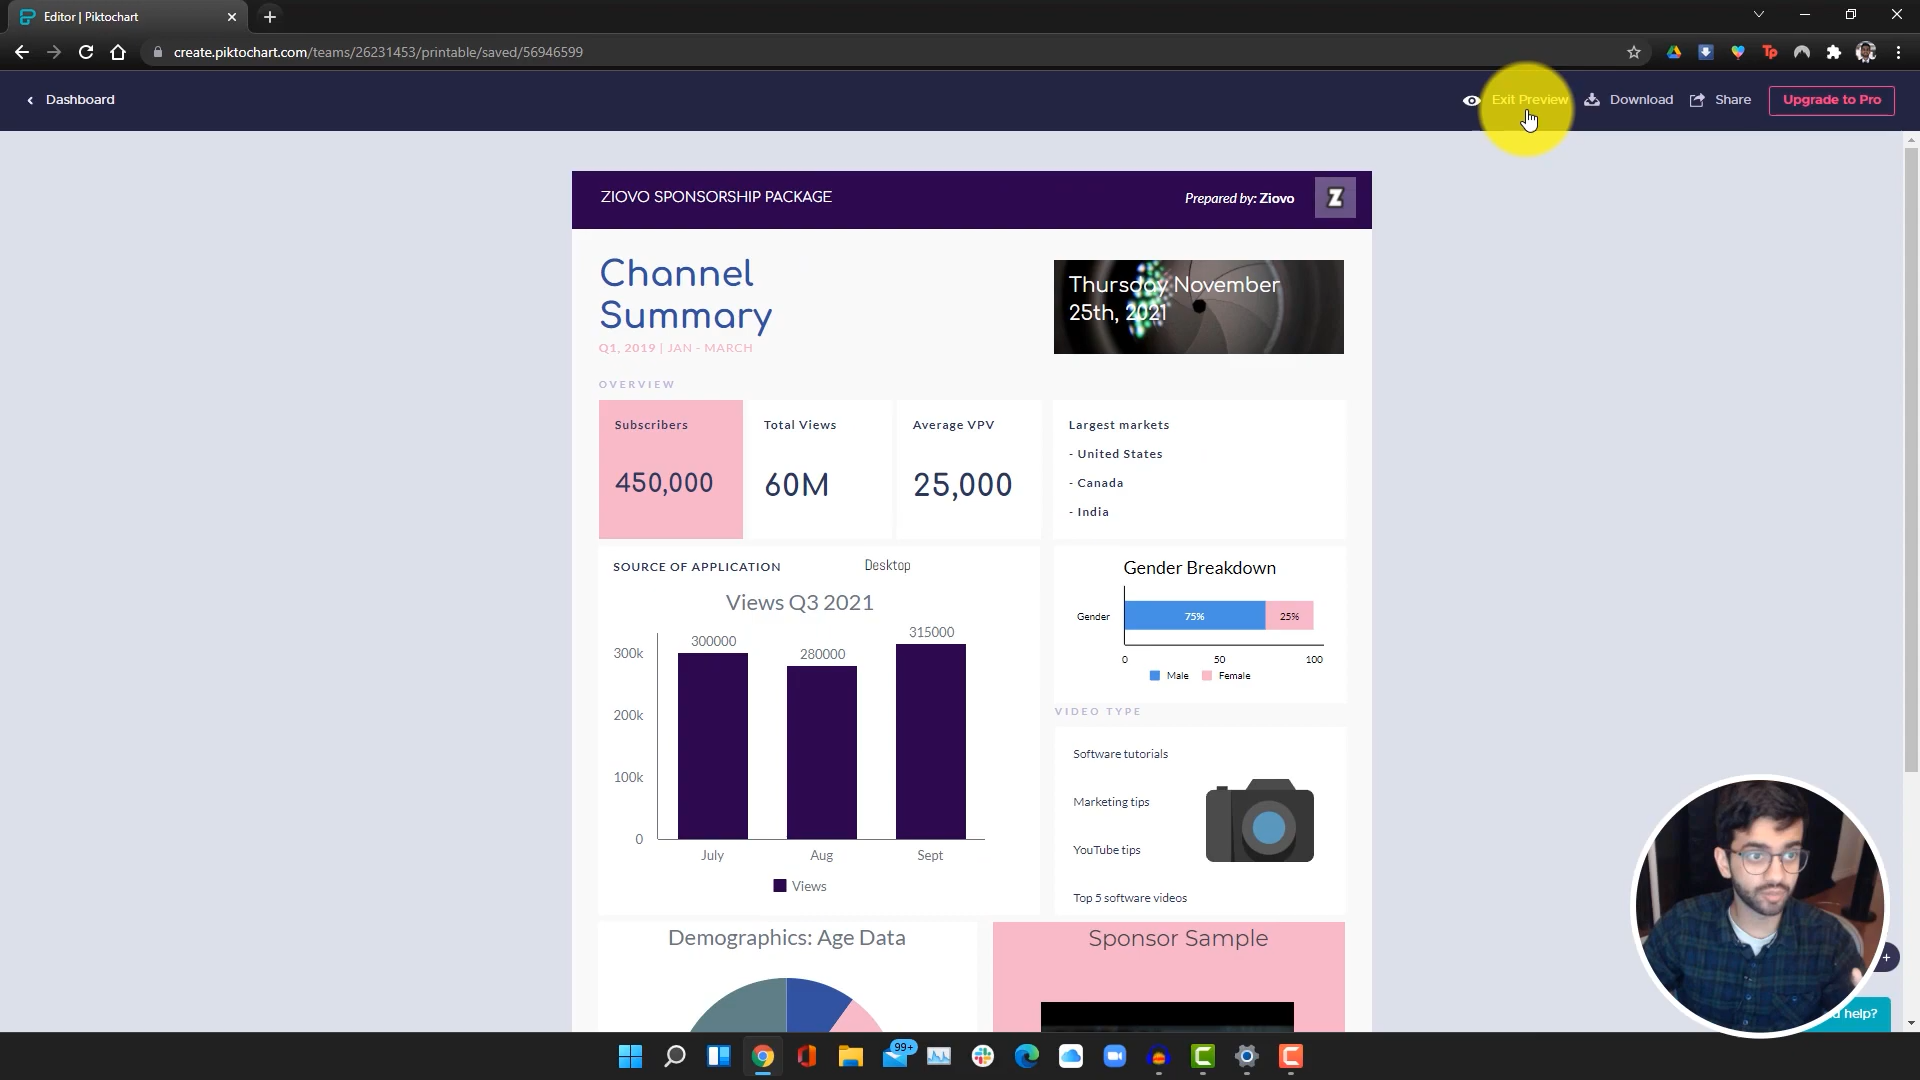 Editor | Piktochart
create.piktochart.com/teams/26231453/printable/saved/56946599
Tp
Dashboard
Exit Preview
Download
Share
Upgrade to Pro
ZIOVO SPONSORSHIP PACKAGE
Prepared by: Ziovo
Z
Channel
Summary
Q1, 2019 | JAN - MARCH
Thursday November
25th, 2021
OVERVIEW
Subscribers
450,000
Total Views
60M
Average VPV
25,000
Largest markets
- United States
- Canada
- India
SOURCE OF APPLICATION
Desktop
Views Q3 2021
300000
280000
315000
300k
200k
100k
0
July
Aug
Sept
Views
Gender Breakdown
Gender
75%
25%
0
50
100
Male
Female
VIDEO TYPE
Software tutorials
Marketing tips
YouTube tips
Top 5 software videos
Demographics: Age Data
Sponsor Sample
help?
99+